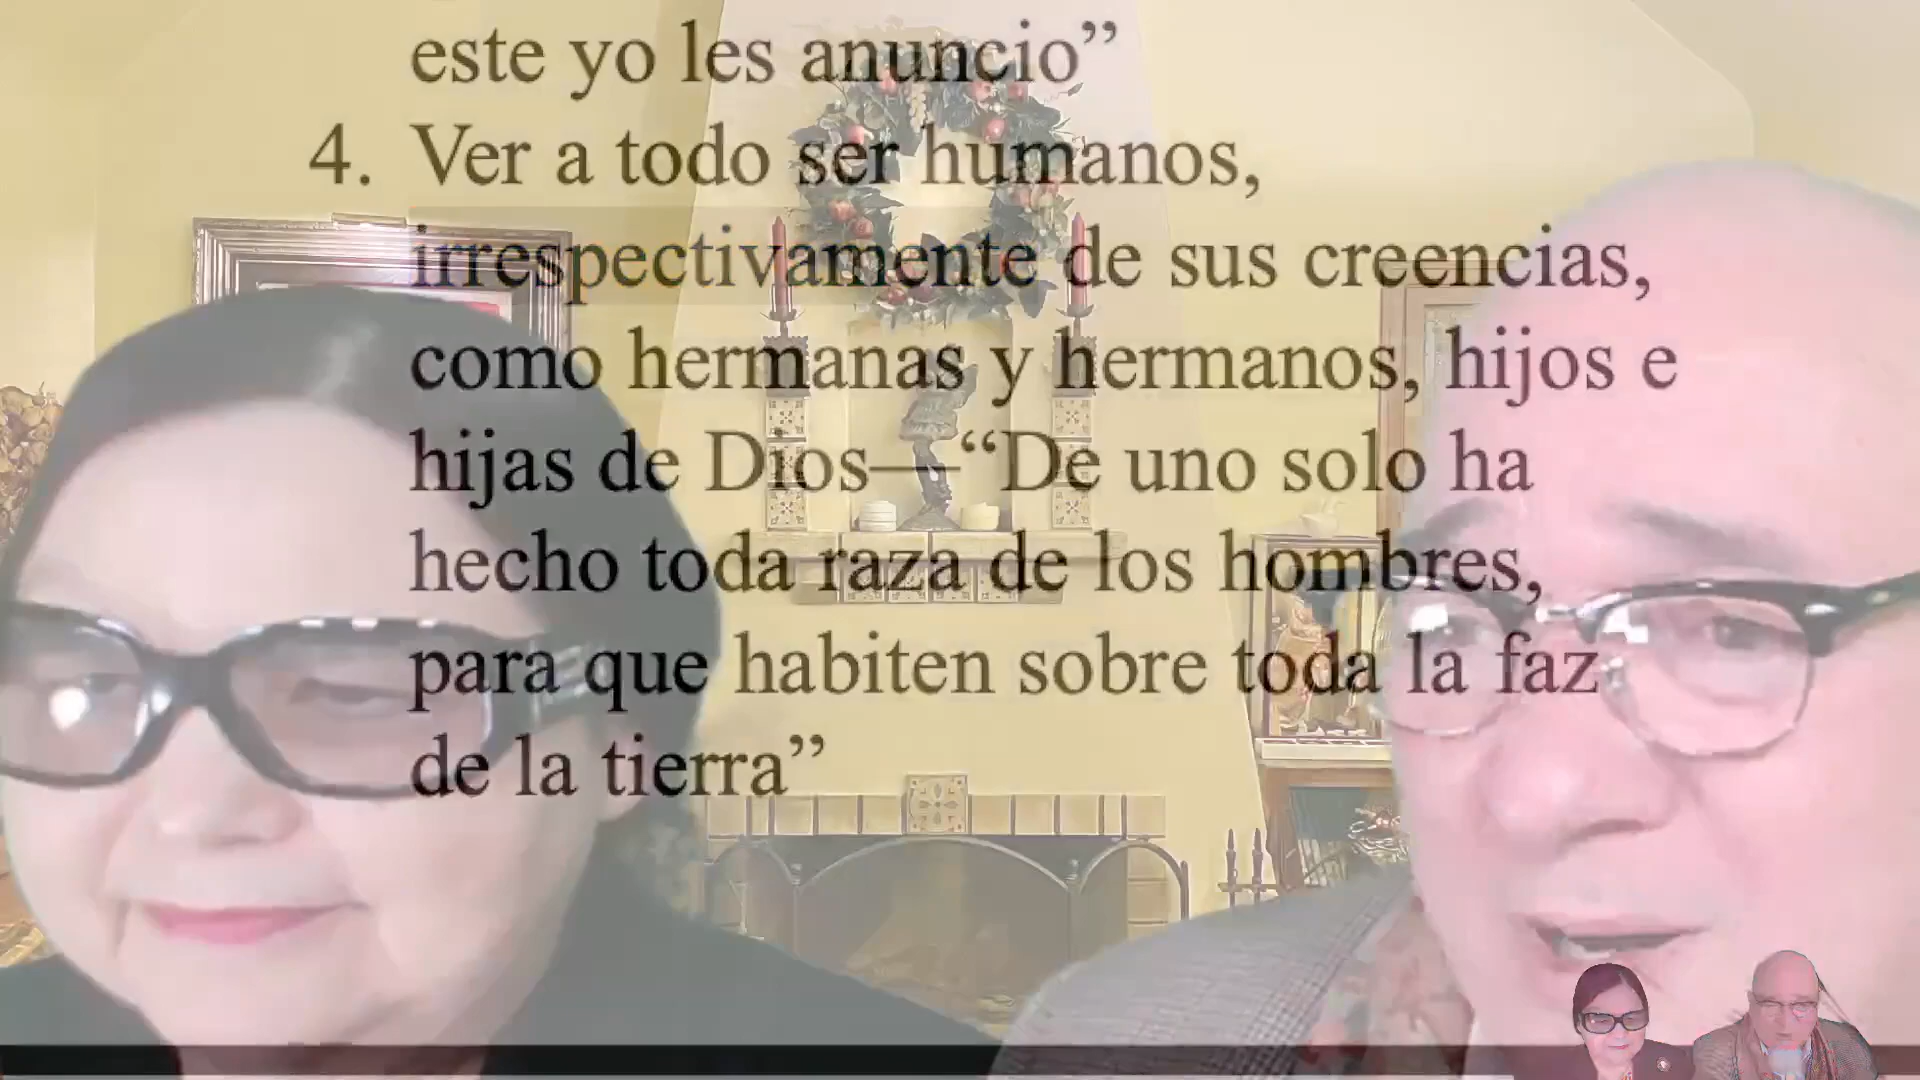 este yo les anuncio”
4. Ver a todo ser humanos,
irrespectivamente de sus creencias,
como hermanas y hermanos, hijos e
hijas de Dios—“De uno solo ha
hecho toda raza de los hombres,
para que habiten sobre toda la faz
de la tierra”